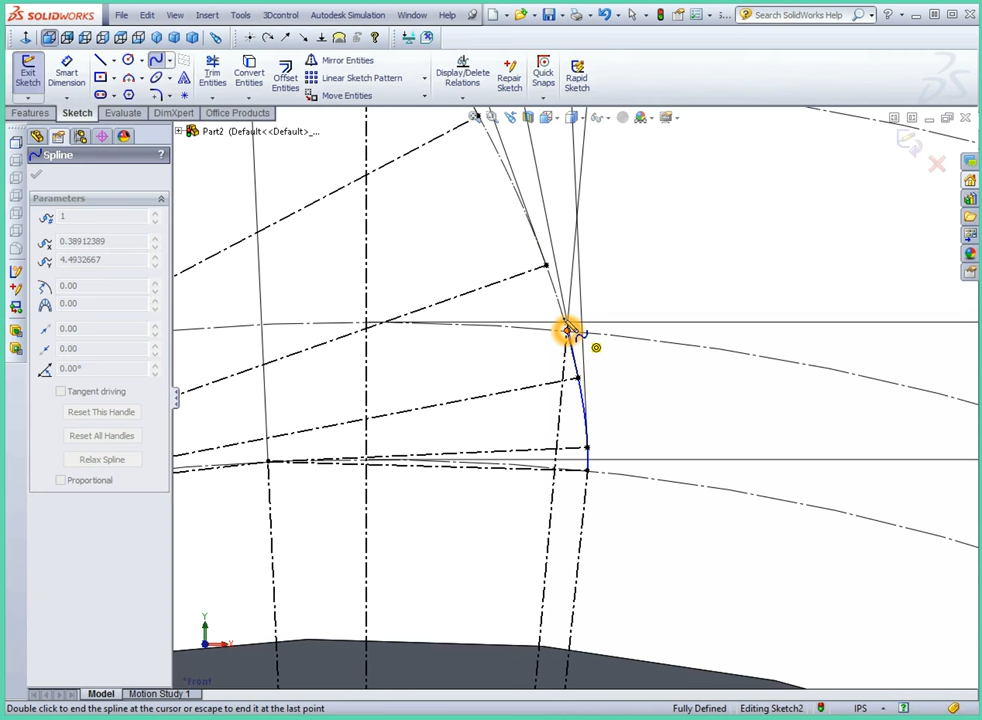 SOLIDWORKS File Edit View Insert Tools 3Dcontrol Autodesk Simulation Window Help Search SolidWorks Help
Exit Sketch
Smart Dimension
Trim Entities
Convert Entities
Offset Entities
Mirror Entities
Linear Sketch Pattern
Move Entities
Display/Delete Relations
Repair Sketch
Quick Snaps
Rapid Sketch
Features Sketch Evaluate DimXpert Office Products
Part2 (Default<<Default>_...
Spline ?
Parameters
1
0.38912389
4.4932667
0.00
0.00
0.00
0.00
0.00°
Tangent driving
Reset This Handle
Reset All Handles
Relax Spline
Proportional
Y
X
*Front
Model Motion Study 1
Double click to end the spline at the cursor or escape to end it at the last point Fully Defined Editing Sketch2 IPS